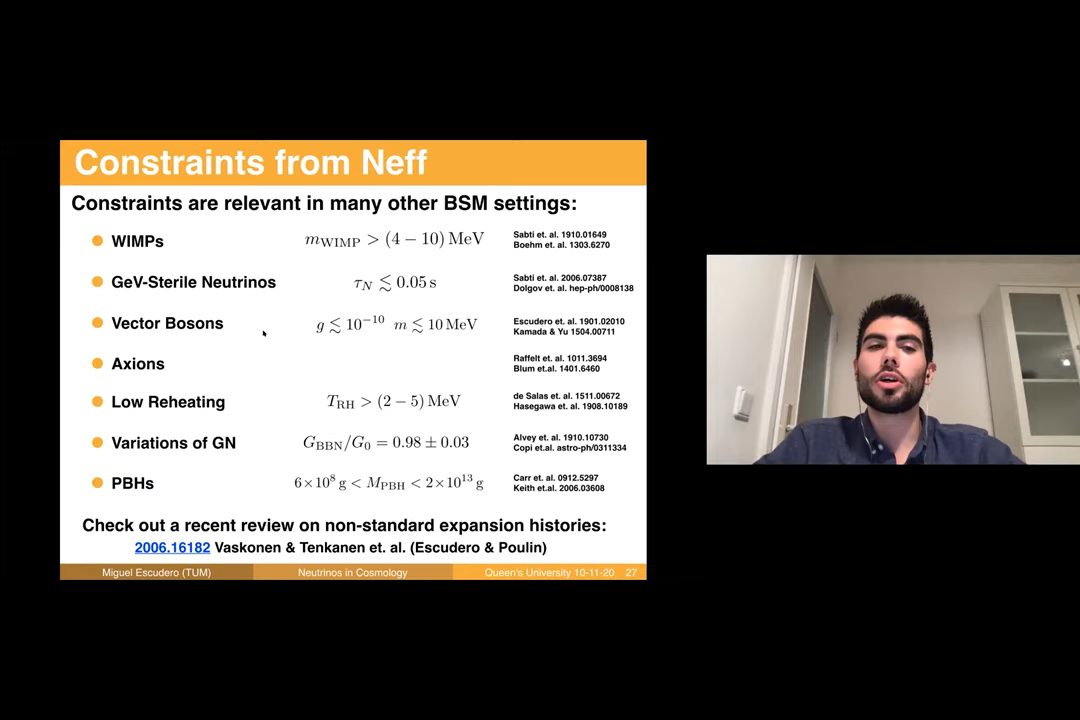 Constraints from Neff
Constraints are relevant in many other BSM settings:
WIMPs m_WIMP > (4 − 10) MeV Sabti et. al. 1910.01649
Boehm et. al. 1303.6270
GeV-Sterile Neutrinos τ_N ≲ 0.05 s Sabti et. al. 2006.07387
Dolgov et. al. hep-ph/0008138
Vector Bosons g ≲ 10^−10 m ≲ 10 MeV Escudero et. al. 1901.02010
Kamada & Yu 1504.00711
Axions Raffelt et. al. 1011.3694
Blum et.al. 1401.6460
Low Reheating T_RH > (2 − 5) MeV de Salas et. al. 1511.00672
Hasegawa et. al. 1908.10189
Variations of GN G_BBN/G_0 = 0.98 ± 0.03 Alvey et. al. 1910.10730
Copi et.al. astro-ph/0311334
PBHs 6×10^8 g < M_PBH < 2×10^13 g Carr et. al. 0912.5297
Keith et.al. 2006.03608
Check out a recent review on non-standard expansion histories:
2006.16182 Vaskonen & Tenkanen et. al. (Escudero & Poulin)
Miguel Escudero (TUM) Neutrinos in Cosmology Queen's University 10-11-20 27